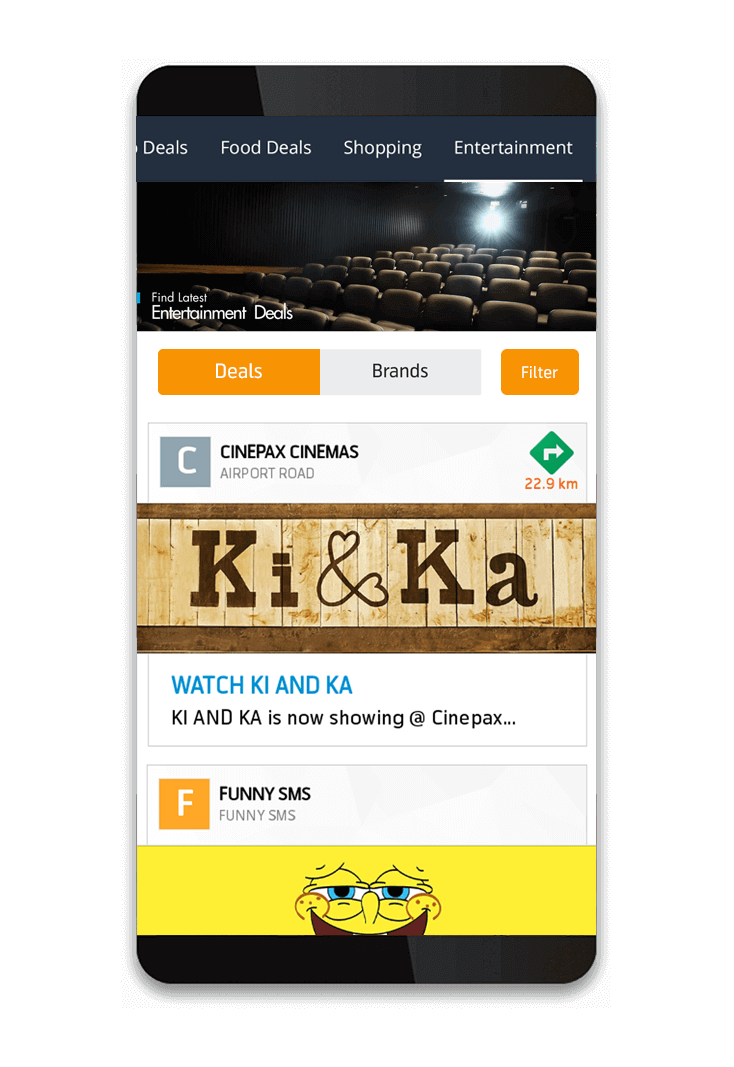 Deals
Food Deals
Shopping
Entertainment
Find Latest
Entertainment Deals
Deals
Brands
Filter
C
CINEPAX CINEMAS
AIRPORT ROAD
22.9 km
Ki&Ka
WATCH KI AND KA
KI AND KA is now showing @ Cinepax...
F
FUNNY SMS
FUNNY SMS